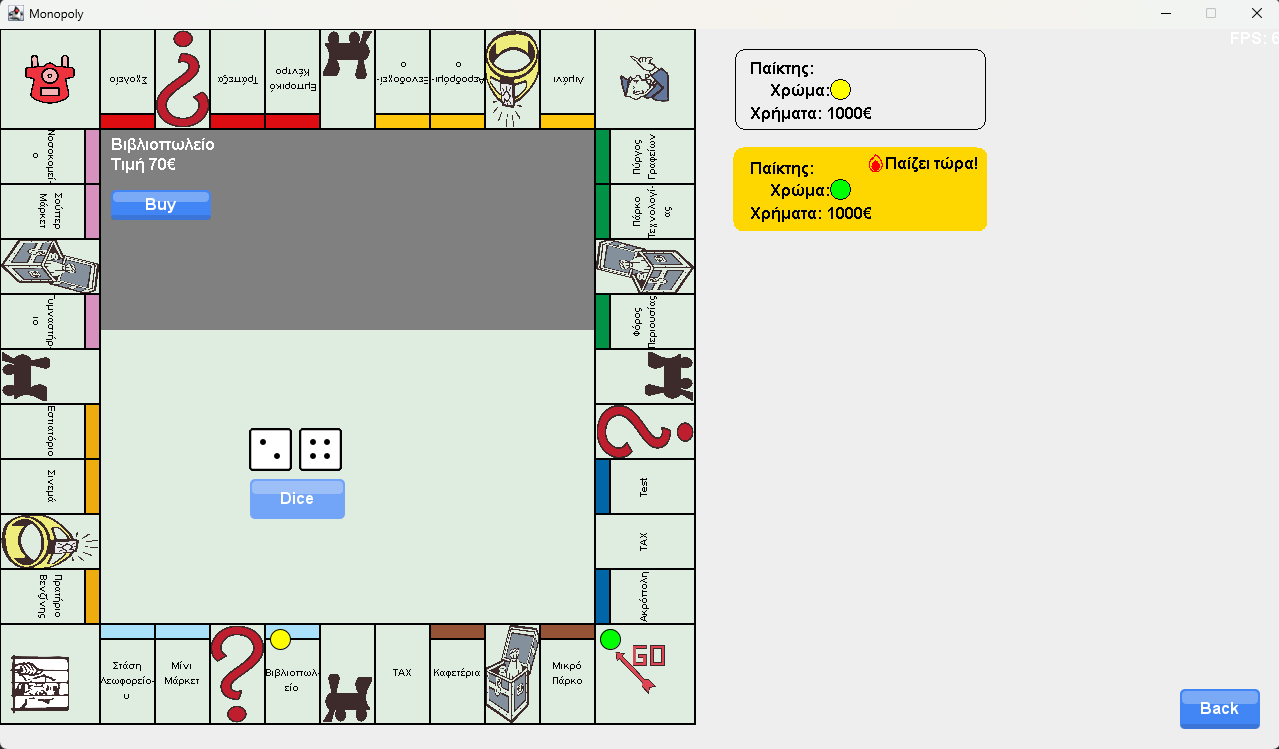 Monopoly
FPS: 6
Σχολείο
Τράπεζα
Εμπορικό
Κέντρο
Ξενοδοχεί-
ο
Αεροδρόμι-
ο
Λιμάνι
Νοσοκομεί-
ο
Σούπερ
Μάρκετ
Γυμναστήρ-
ιο
Εστιατόριο
Σινεμά
Πρατήριο
Βενζίνης
Βιβλιοπωλείο
Τιμή 70€
Buy
Dice
Πύργος
Γραφείων
Πάρκο
Τεχνολογί-
ας
Φόρος
Περιουσίας
Test
TAX
Ακρόπολη
Στάση
Λεωφορείο-
υ
Μίνι
Μάρκετ
Βιβλιοπωλ-
είο
TAX
Καφετέρια
Μικρό
Πάρκο
GO
Παίκτης:
Χρώμα:
Χρήματα: 1000€
Παίκτης:
Παίζει τώρα!
Χρώμα:
Χρήματα: 1000€
Back